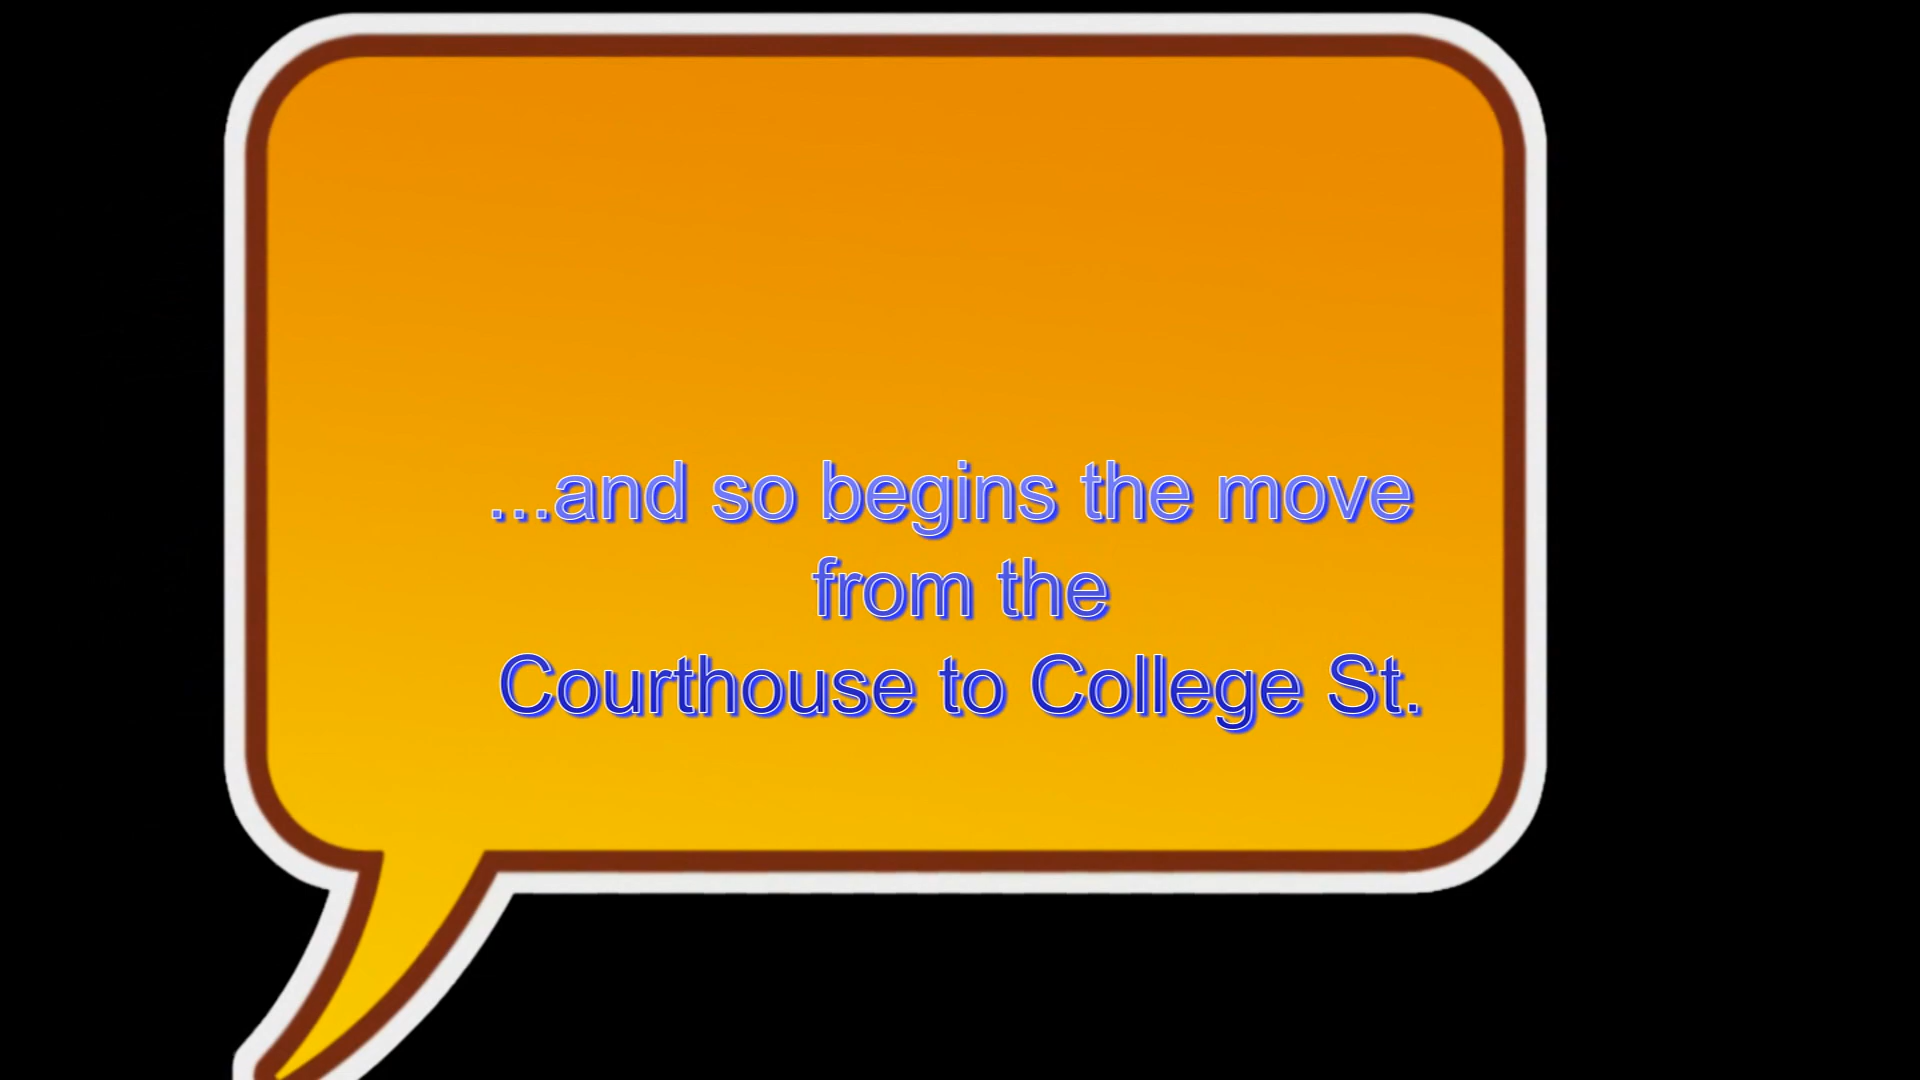 ...and so begins the move
from the
Courthouse to College St.